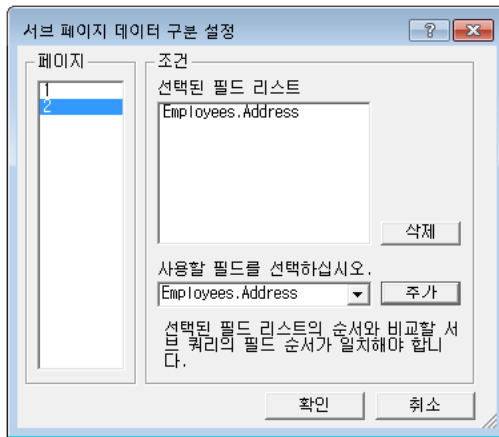 서브 페이지 데이터 구분 설정
페이지
1
2
조건
선택된 필드 리스트
Employees.Address
삭제
사용할 필드를 선택하십시오.
Employees.Address
추가
선택된 필드 리스트의 순서와 비교할 서
브 쿼리의 필드 순서가 일치해야 합니
다.
확인
취소